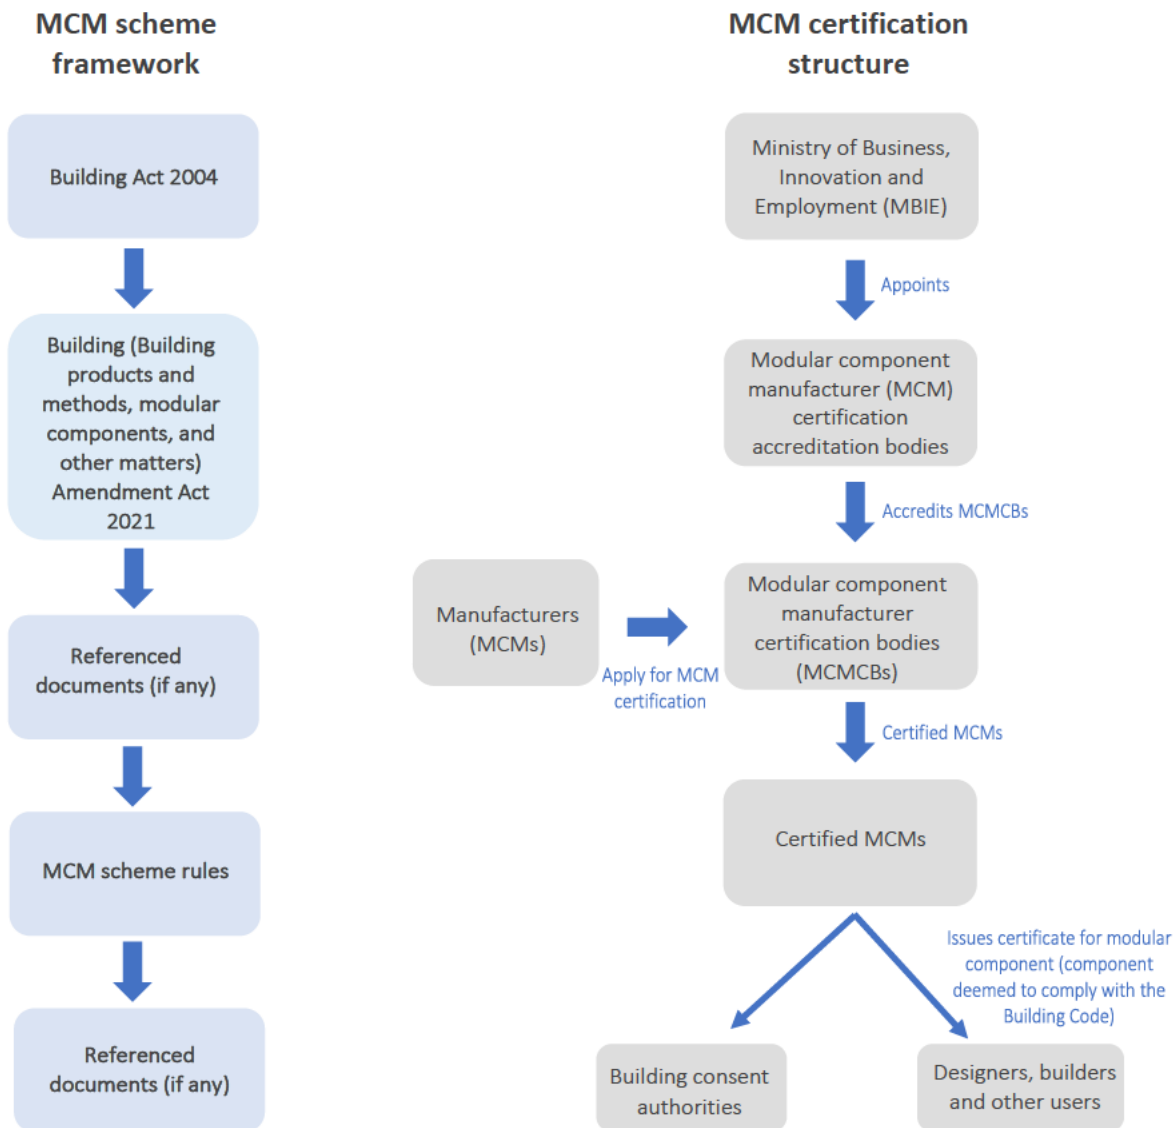 MCM scheme
framework
Building Act 2004
Building (Building
products and
methods, modular
components, and
other matters)
Amendment Act
2021
Referenced
documents (if any)
MCM scheme rules
Referenced
documents (if any)
MCM certification
structure
Ministry of Business,
Innovation and
Employment (MBIE)
Appoints
Modular component
manufacturer (MCM)
certification
accreditation bodies
Accredits MCMCBs
Manufacturers
(MCMs)
Apply for MCM
certification
Modular component
manufacturer
certification bodies
(MCMCBs)
Certified MCMs
Certified MCMs
Issues certificate for modular
component (component
deemed to comply with the
Building Code)
Building consent
authorities
Designers, builders
and other users